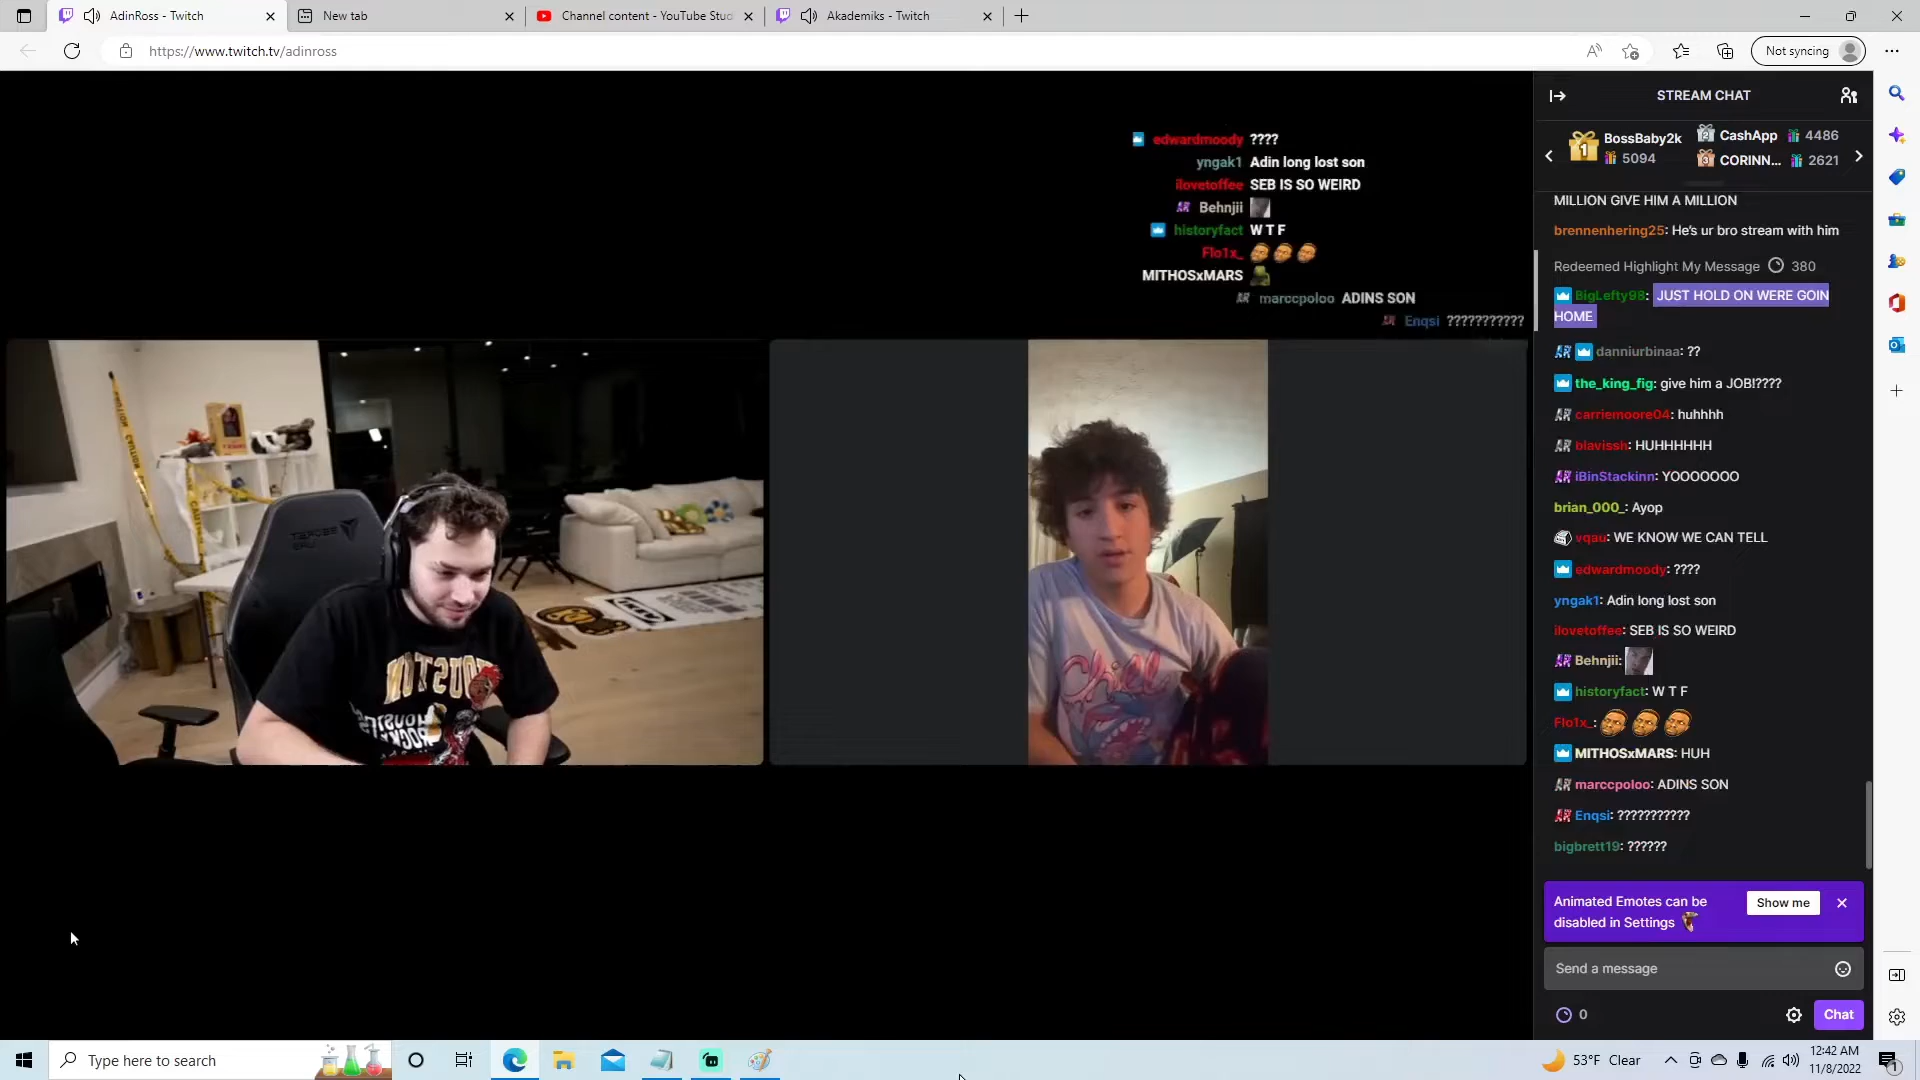 AdinRoss - Twitch
New tab
Channel content - YouTube Stud
Akademiks - Twitch
https://www.twitch.tv/adinross
Not syncing
edwardmoody ????
yngak1 Adin long lost son
ilovetoffee SEB IS SO WEIRD
Behnjii
historyfact W T F
Flo1x_
MITHOSxMARS
marccpoloo ADINS SON
Enqsi ???????????
HOUSTON
Chill
STREAM CHAT
BossBaby2k
5094
2 CashApp 4486
3 CORINN... 2621
1
MILLION GIVE HIM A MILLION
brennenhering25: He's ur bro stream with him
Redeemed Highlight My Message 380
BigLefty98: JUST HOLD ON WERE GOIN
HOME
danniurbinaa: ??
the_king_fig: give him a JOB!????
carriemoore04: huhhhh
blavissh: HUHHHHHH
iBinStackinn: YOOOOOOO
brian_000_: Ayop
vqau: WE KNOW WE CAN TELL
edwardmoody: ????
yngak1: Adin long lost son
ilovetoffee: SEB IS SO WEIRD
Behnjii:
historyfact: W T F
Flo1x_:
MITHOSxMARS: HUH
marccpoloo: ADINS SON
Enqsi: ???????????
bigbrett19: ??????
Animated Emotes can be
disabled in Settings
Show me
Send a message
0
Chat
Type here to search
53°F Clear
12:42 AM
11/8/2022
1